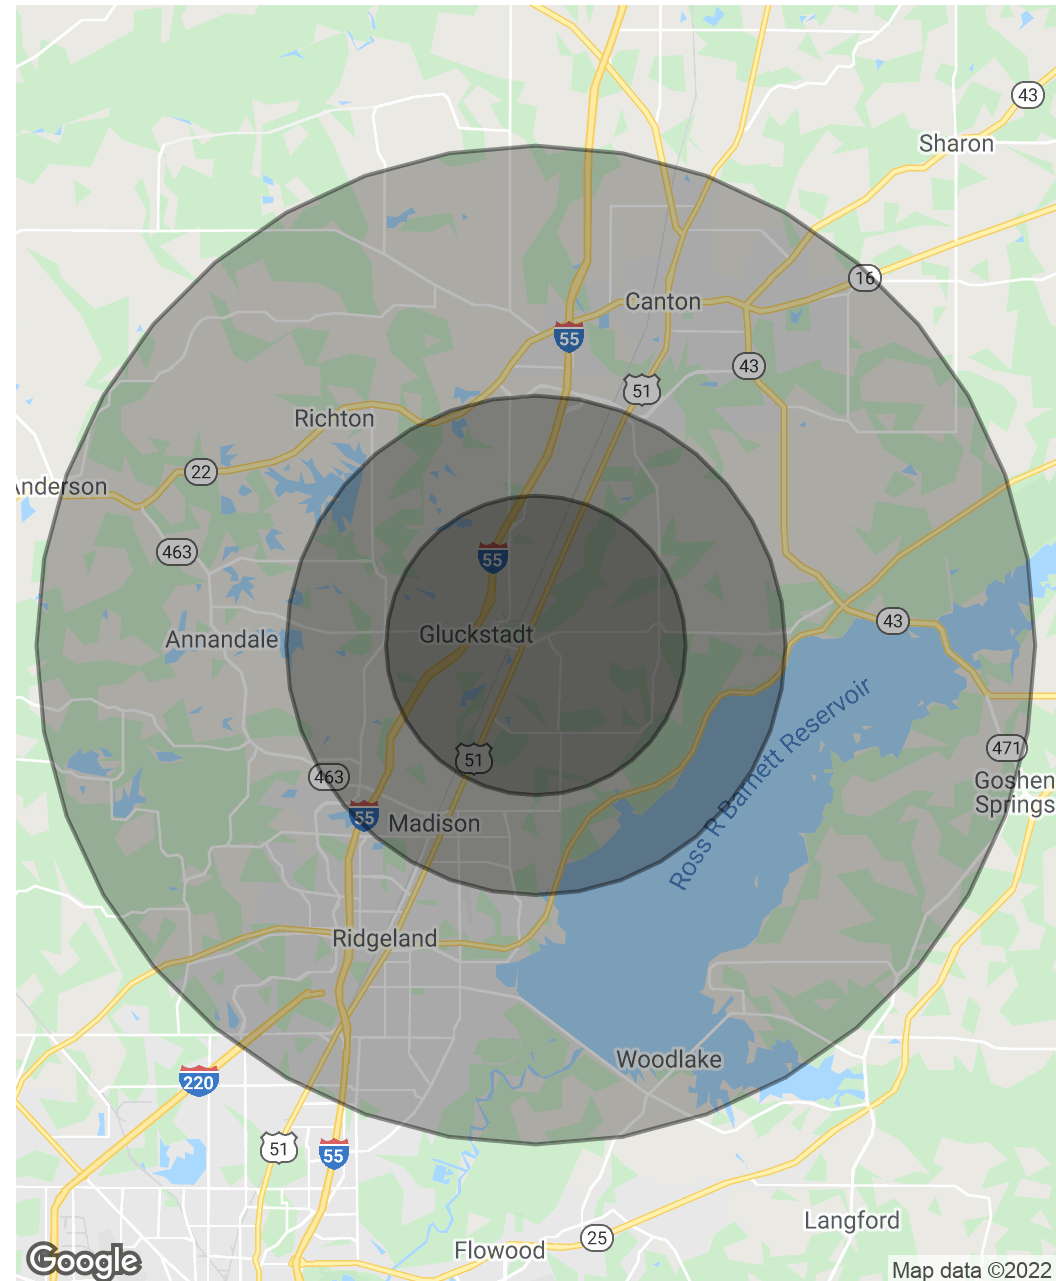 43
Sharon
16
Canton
55
43
51
Richton
22
Anderson
463
55
43
Gluckstadt
Annandale
Ross R Barnett Reservoir
471
51
463
Goshen
Springs
55
Madison
Ridgeland
Woodlake
220
51
55
Langford
25
Flowood
Google
Map data ©2022